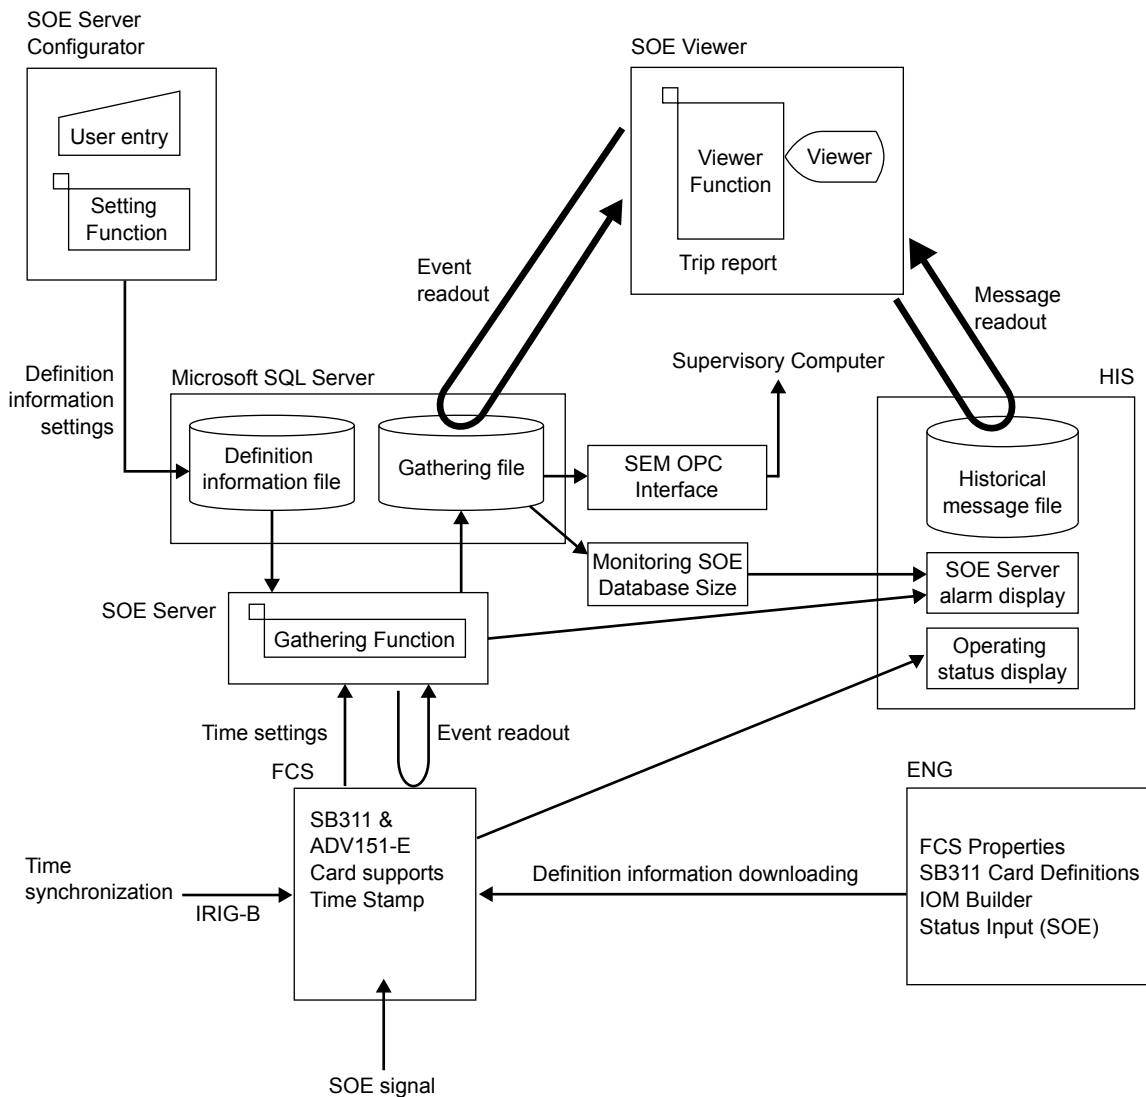 SOE Server
Configurator
User entry
Setting
Function
SOE Viewer
Viewer
Function
Viewer
Trip report
Event
readout
Message
readout
Definition
information
settings
Microsoft SQL Server
Supervisory Computer
HIS
Definition
information file
Gathering file
SEM OPC
Interface
Historical
message file
Monitoring SOE
Database Size
SOE Server
alarm display
SOE Server
Gathering Function
Operating
status display
Time settings
Event readout
FCS
ENG
SB311 &
ADV151-E
Card supports
Time Stamp
Time
synchronization
IRIG-B
Definition information downloading
FCS Properties
SB311 Card Definitions
IOM Builder
Status Input (SOE)
SOE signal